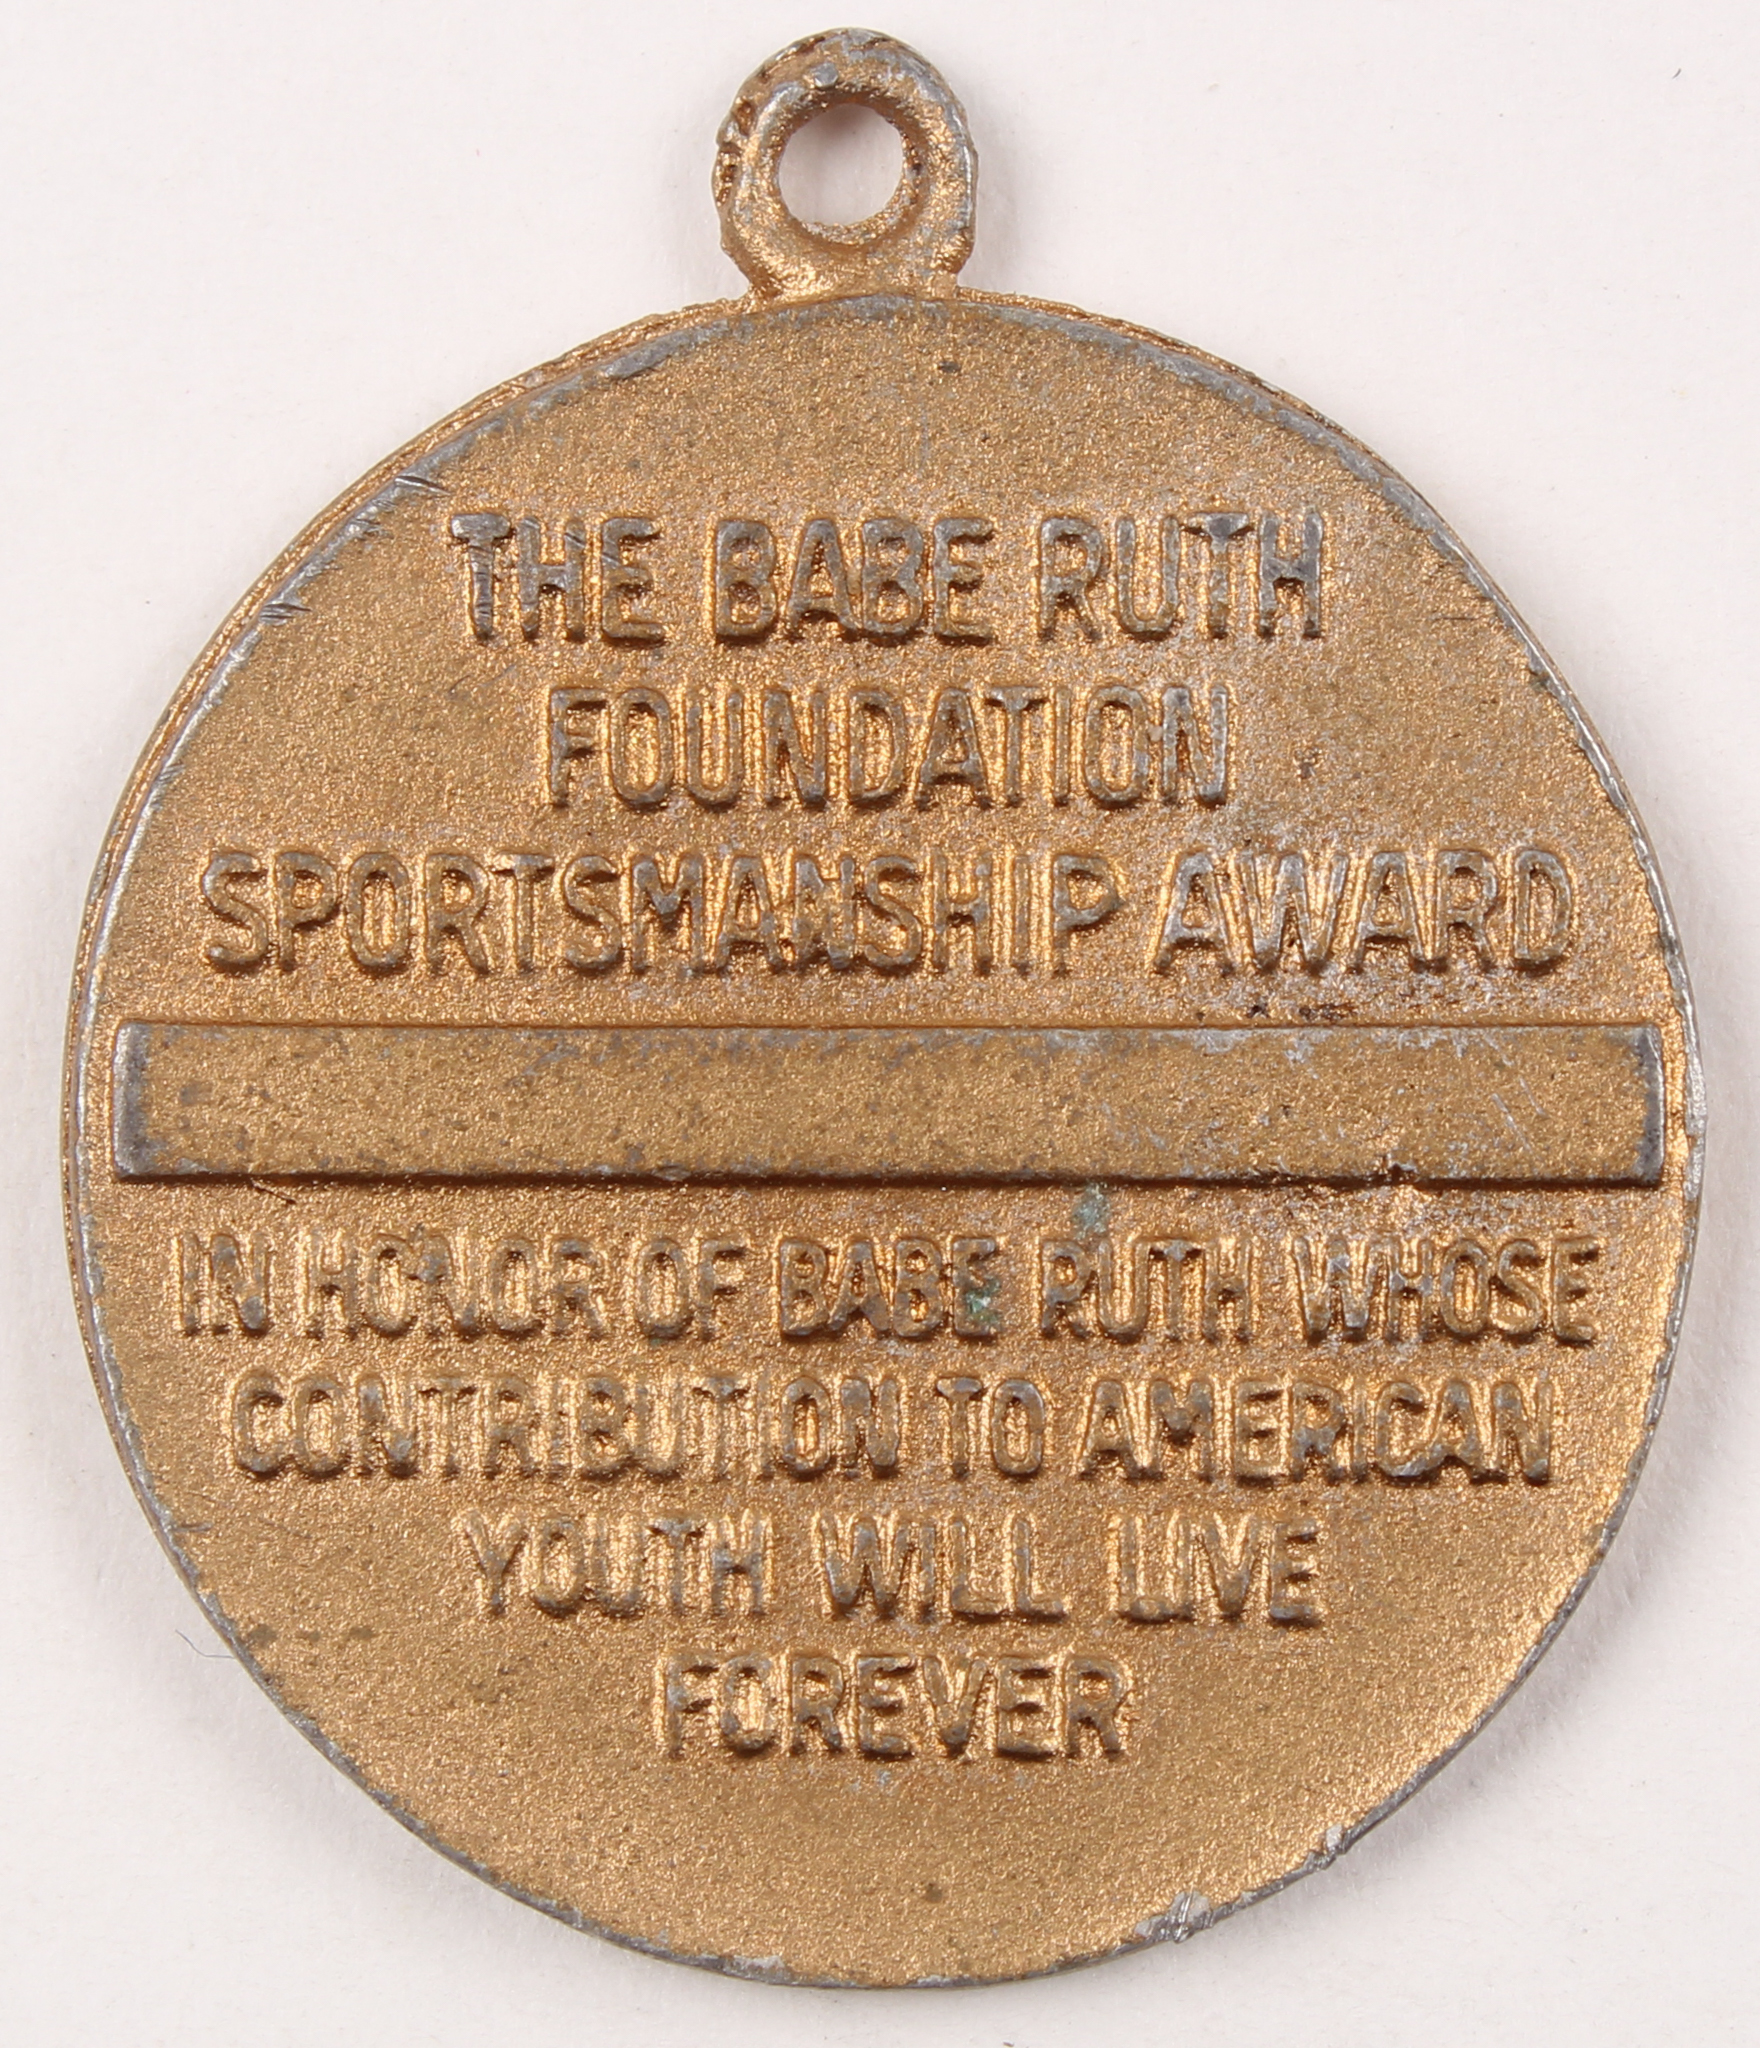 THE BABE RUTH
FOUNDATION
SPORTSMANSHIP AWARD
IN HONOR OF BABE RUTH WHOSE
CONTRIBUTION TO AMERICAN
YOUTH WILL LIVE
FOREVER